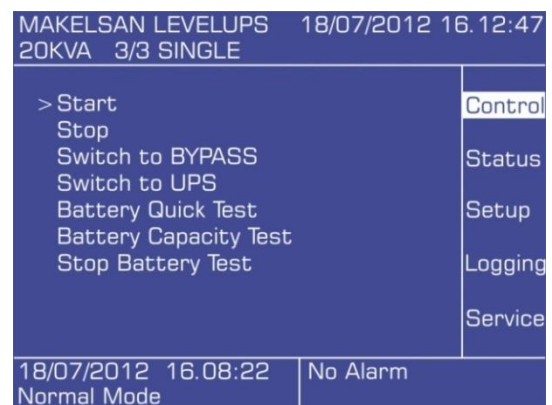 MAKELSAN LEVELUPS 18/07/2012 16.12:47
20KVA 3/3 SINGLE
> Start
Stop
Switch to BYPASS
Switch to UPS
Battery Quick Test
Battery Capacity Test
Stop Battery Test
Control
Status
Setup
Logging
Service
18/07/2012 16.08:22
Normal Mode
No Alarm